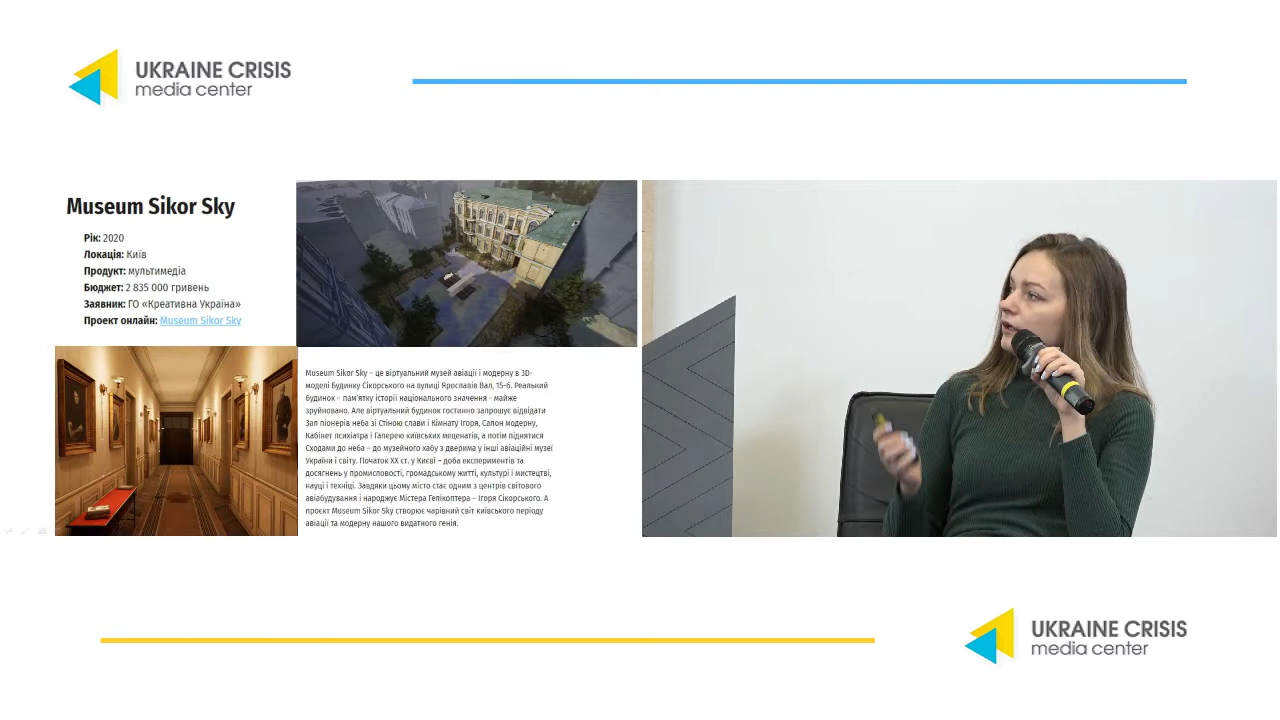 UKRAINE CRISIS
media center
Museum Sikor Sky
Рік: 2020
Локація: Київ
Продукт: мультимедіа
Бюджет: 2 835 000 гривень
Заявник: ГО «Креативна Україна»
Проект онлайн: Museum Sikor Sky
Museum Sikor Sky – це віртуальний музей авіації і модерну в 3D-
моделі Будинку Сікорського на вулиці Ярославів Вал, 15-б. Реальний
будинок – пам'ятку історії національного значення - майже
зруйновано. Але віртуальний будинок гостинно запрошує відвідати
Зал піонерів неба зі Стіною слави і Кімнату Ігоря, Салон модерну,
Кабінет психіатра і Галерею київських меценатів, а потім піднятися
Сходами до неба – до музейного хабу з дверима у інші авіаційні музеї
України і світу. Початок ХХ ст. у Києві – доба експериментів та
досягнень у промисловості, громадському житті, культурі і мистецтві,
науці і техніці. Завдяки цьому місто стає одним з центрів світового
авіабудування і народжує Містера Гелікоптера – Ігоря Сікорського. А
проєкт Museum Sikor Sky створює чарівний світ київського періоду
авіації та модерну нашого видатного генія.
UKRAINE CRISIS
media center